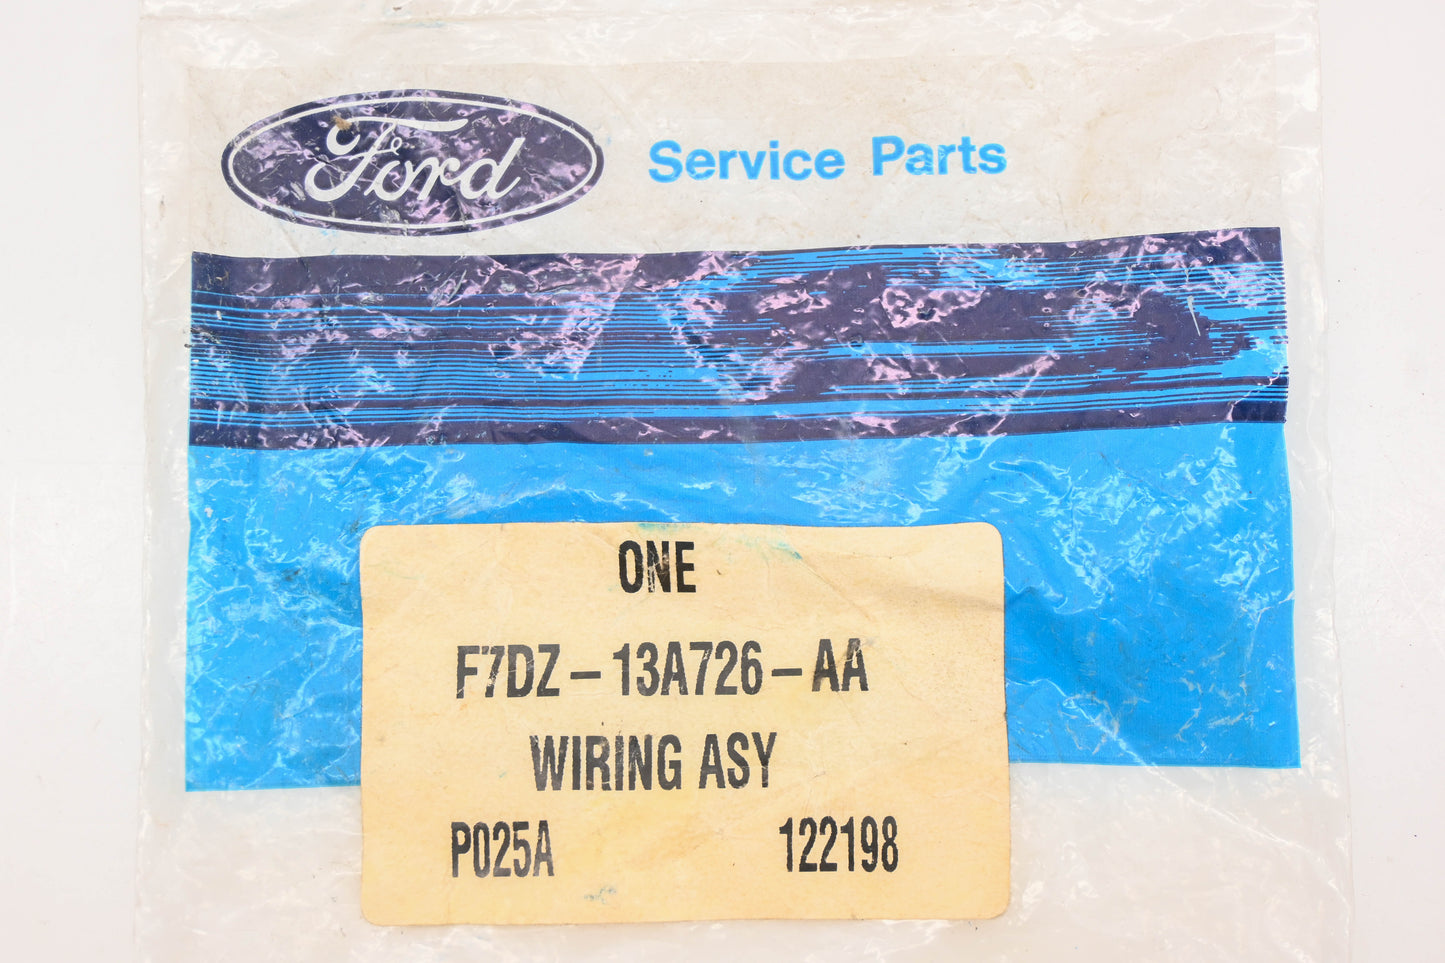 Ford
Service Parts
ONE
F7DZ-13A726-AA
WIRING ASY
P025A 122198